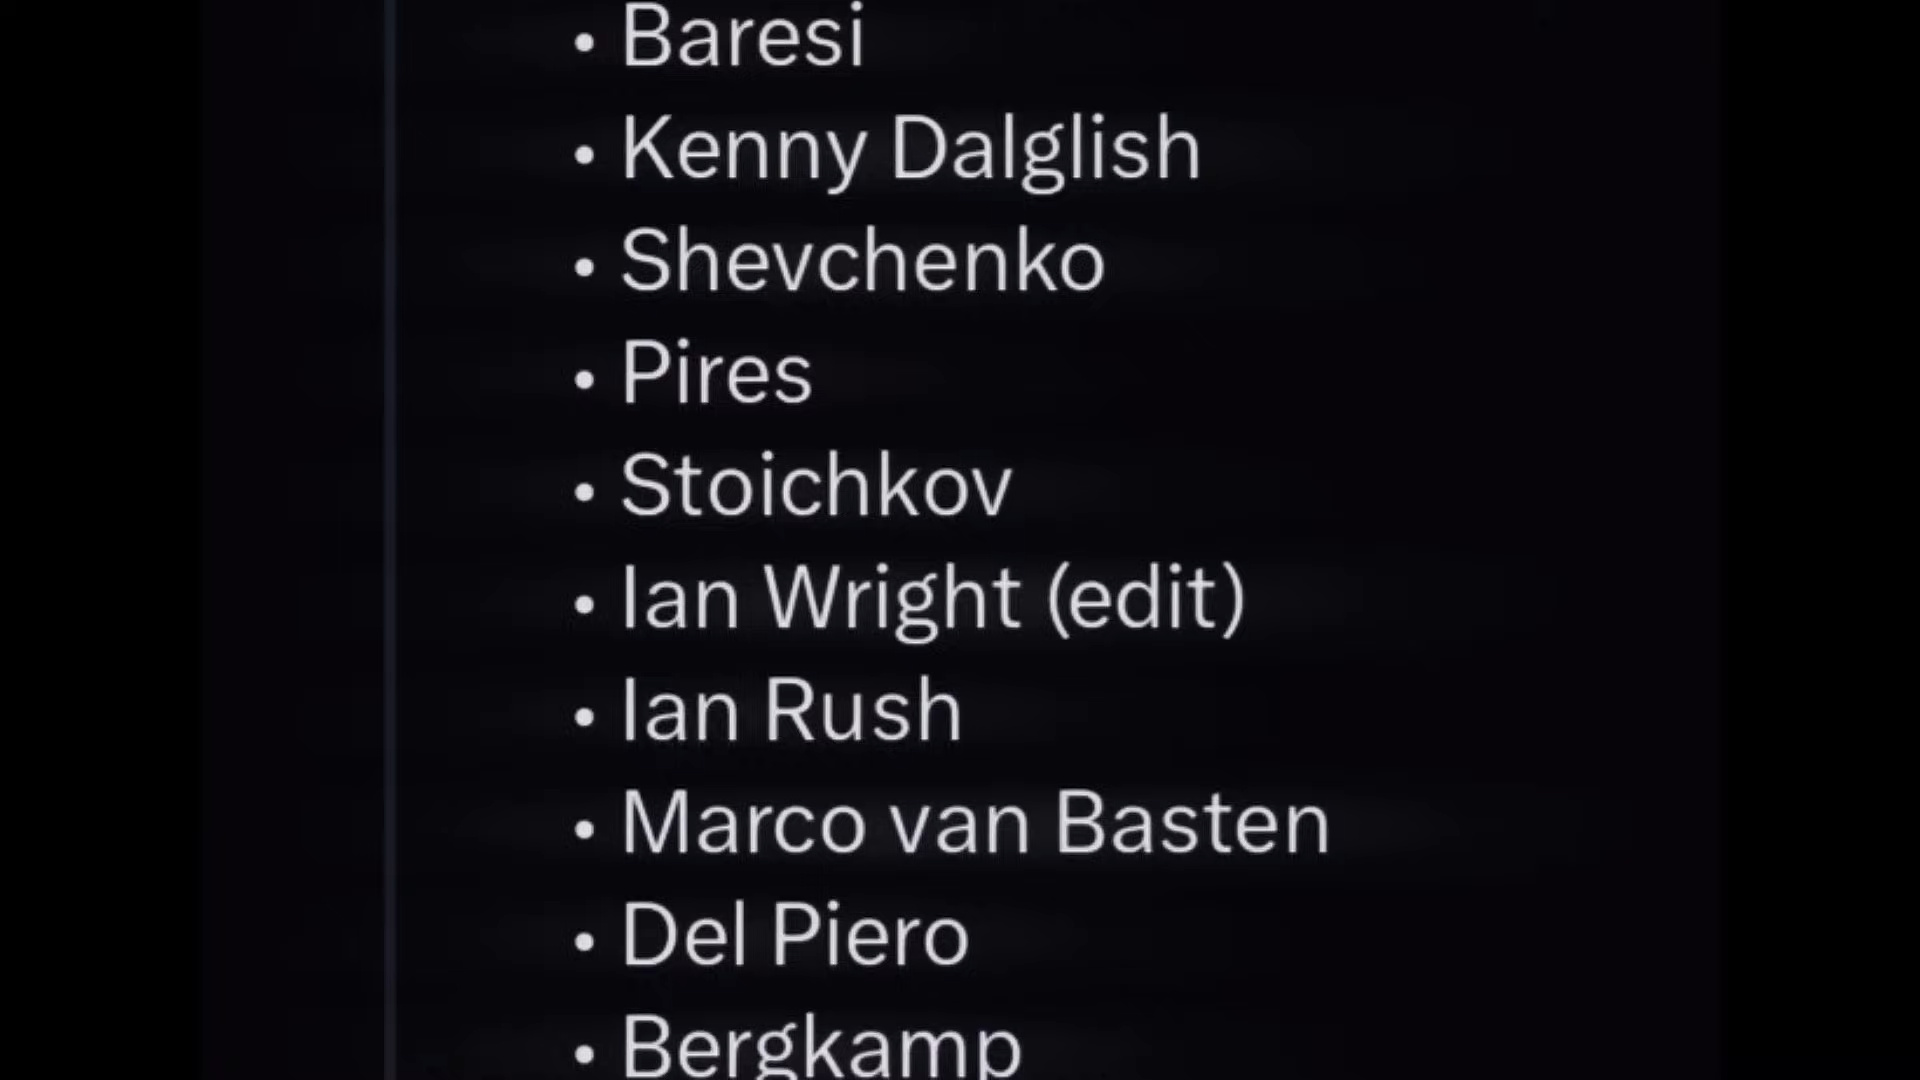 • Baresi
• Kenny Dalglish
• Shevchenko
• Pires
• Stoichkov
• Ian Wright (edit)
• Ian Rush
• Marco van Basten
• Del Piero
• Bergkamp